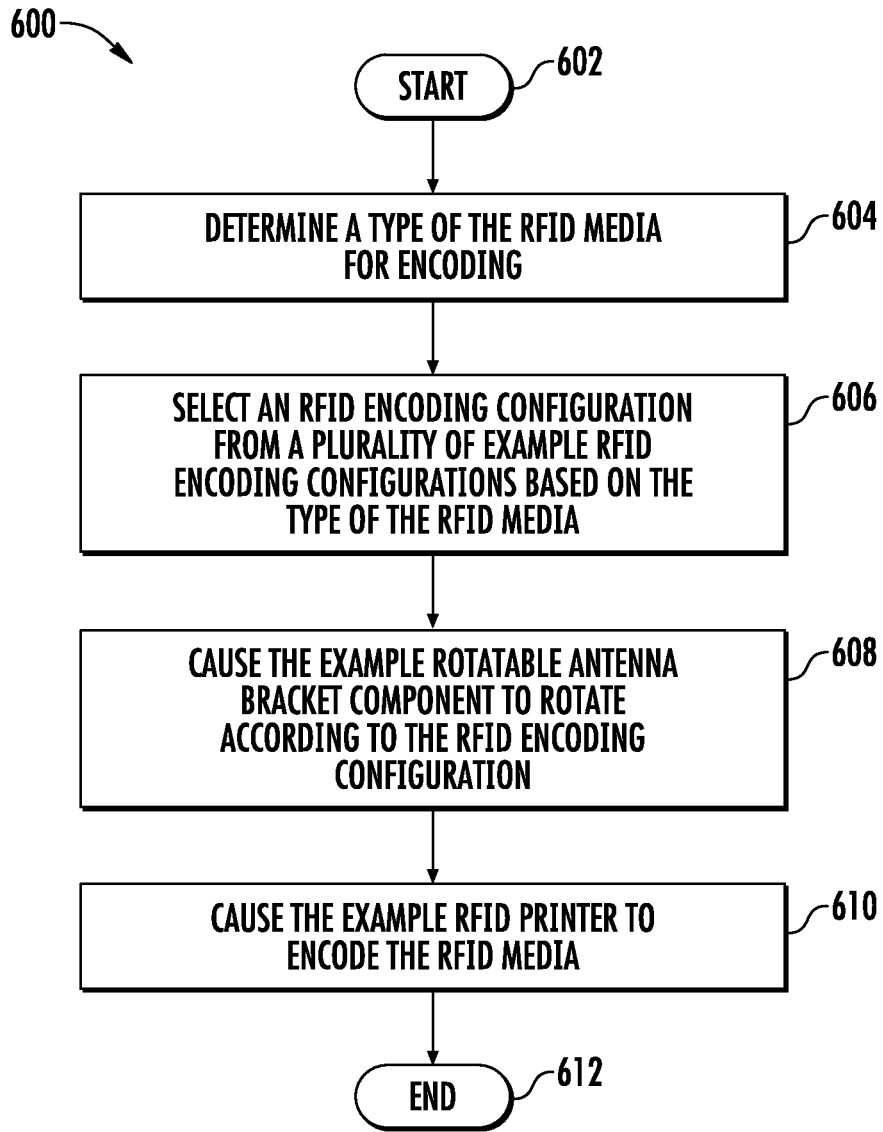 600
START
602
DETERMINE A TYPE OF THE RFID MEDIA
FOR ENCODING
604
SELECT AN RFID ENCODING CONFIGURATION
FROM A PLURALITY OF EXAMPLE RFID
ENCODING CONFIGURATIONS BASED ON THE
TYPE OF THE RFID MEDIA
606
CAUSE THE EXAMPLE ROTATABLE ANTENNA
BRACKET COMPONENT TO ROTATE
ACCORDING TO THE RFID ENCODING
CONFIGURATION
608
CAUSE THE EXAMPLE RFID PRINTER TO
ENCODE THE RFID MEDIA
610
END
612